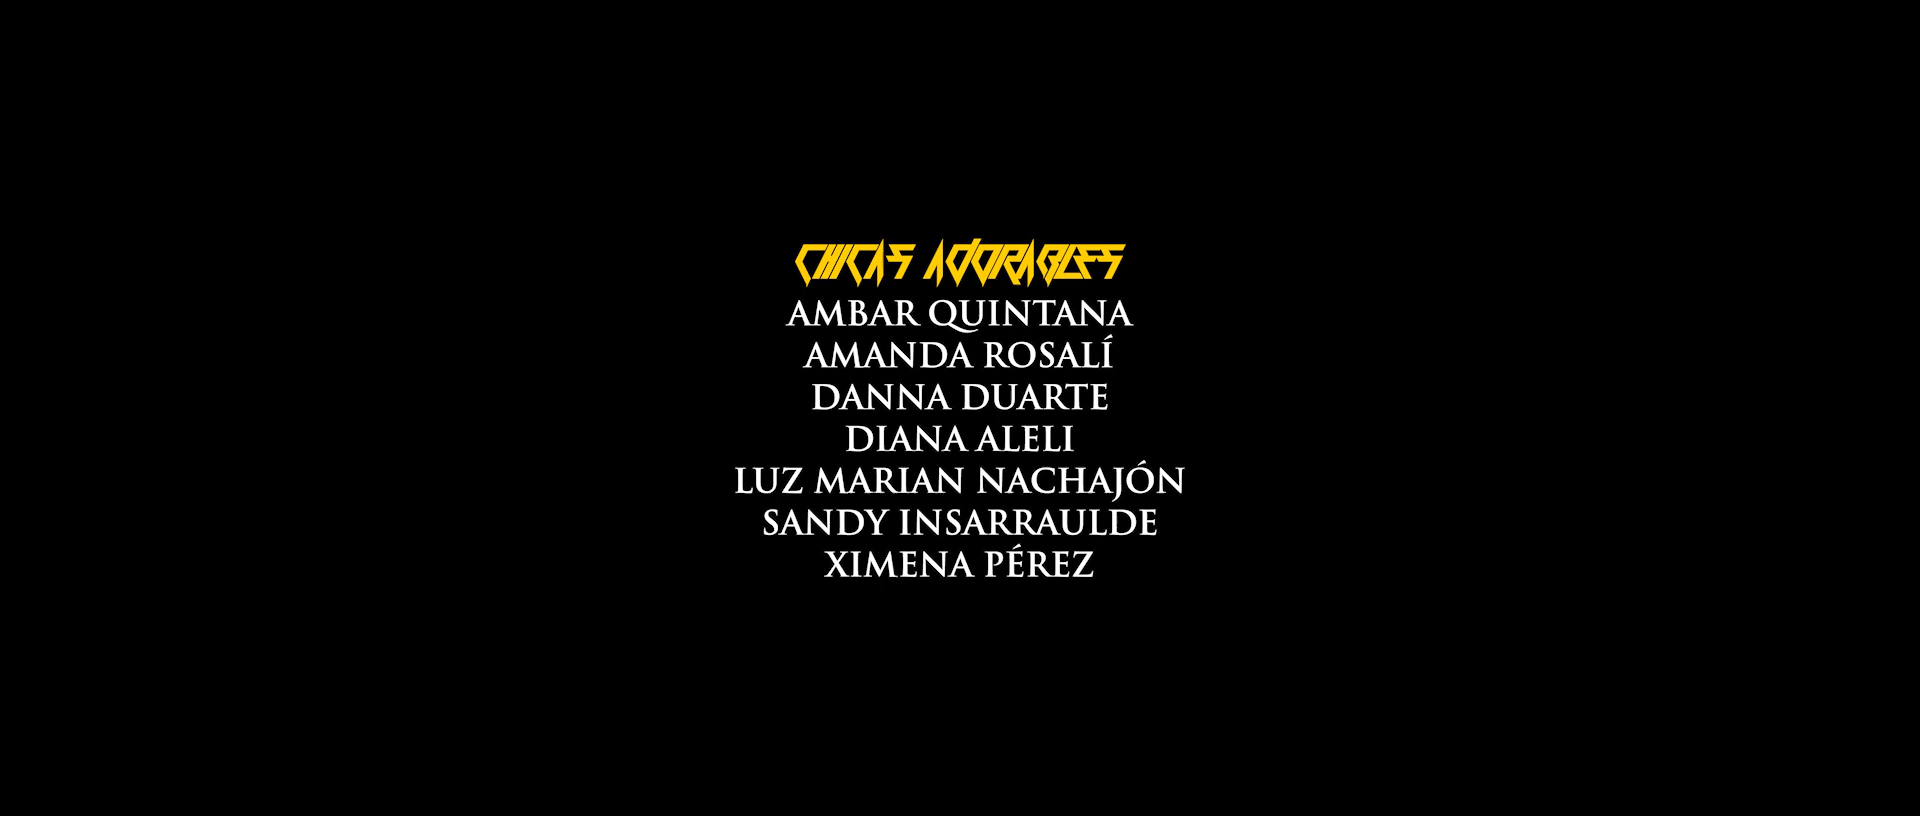 CHICAS ADORABLES
AMBAR QUINTANA
AMANDA ROSALÍ
DANNA DUARTE
DIANA ALELI
LUZ MARIAN NACHAJÓN
SANDY INSARRAULDE
XIMENA PÉREZ